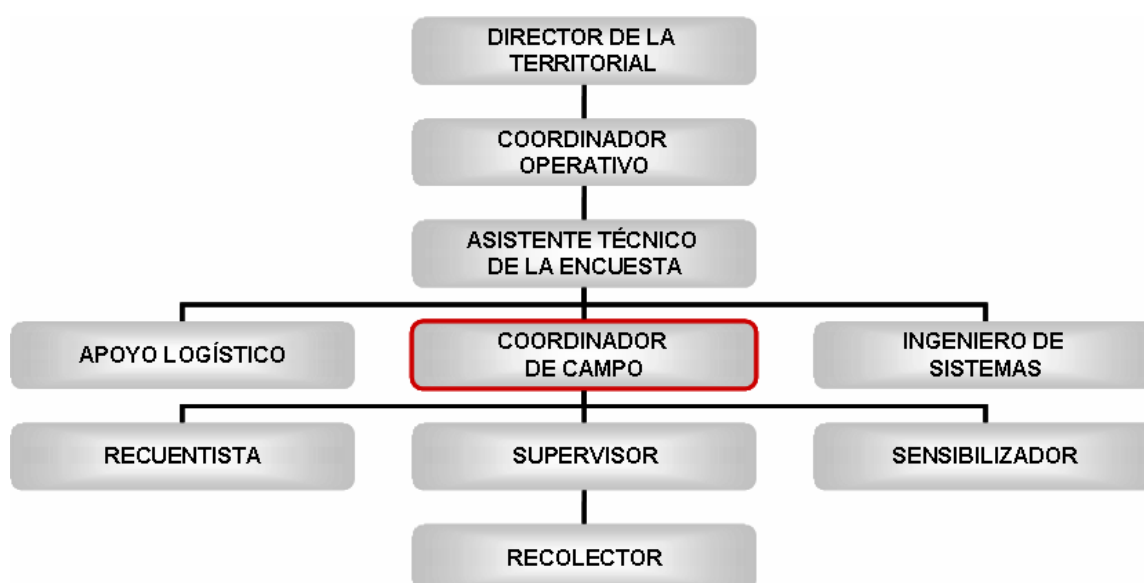 DIRECTOR DE LA
TERRITORIAL
COORDINADOR
OPERATIVO
ASISTENTE TÉCNICO
DE LA ENCUESTA
APOYO LOGÍSTICO
COORDINADOR
DE CAMPO
INGENIERO DE
SISTEMAS
RECUENTISTA
SUPERVISOR
SENSIBILIZADOR
RECOLECTOR